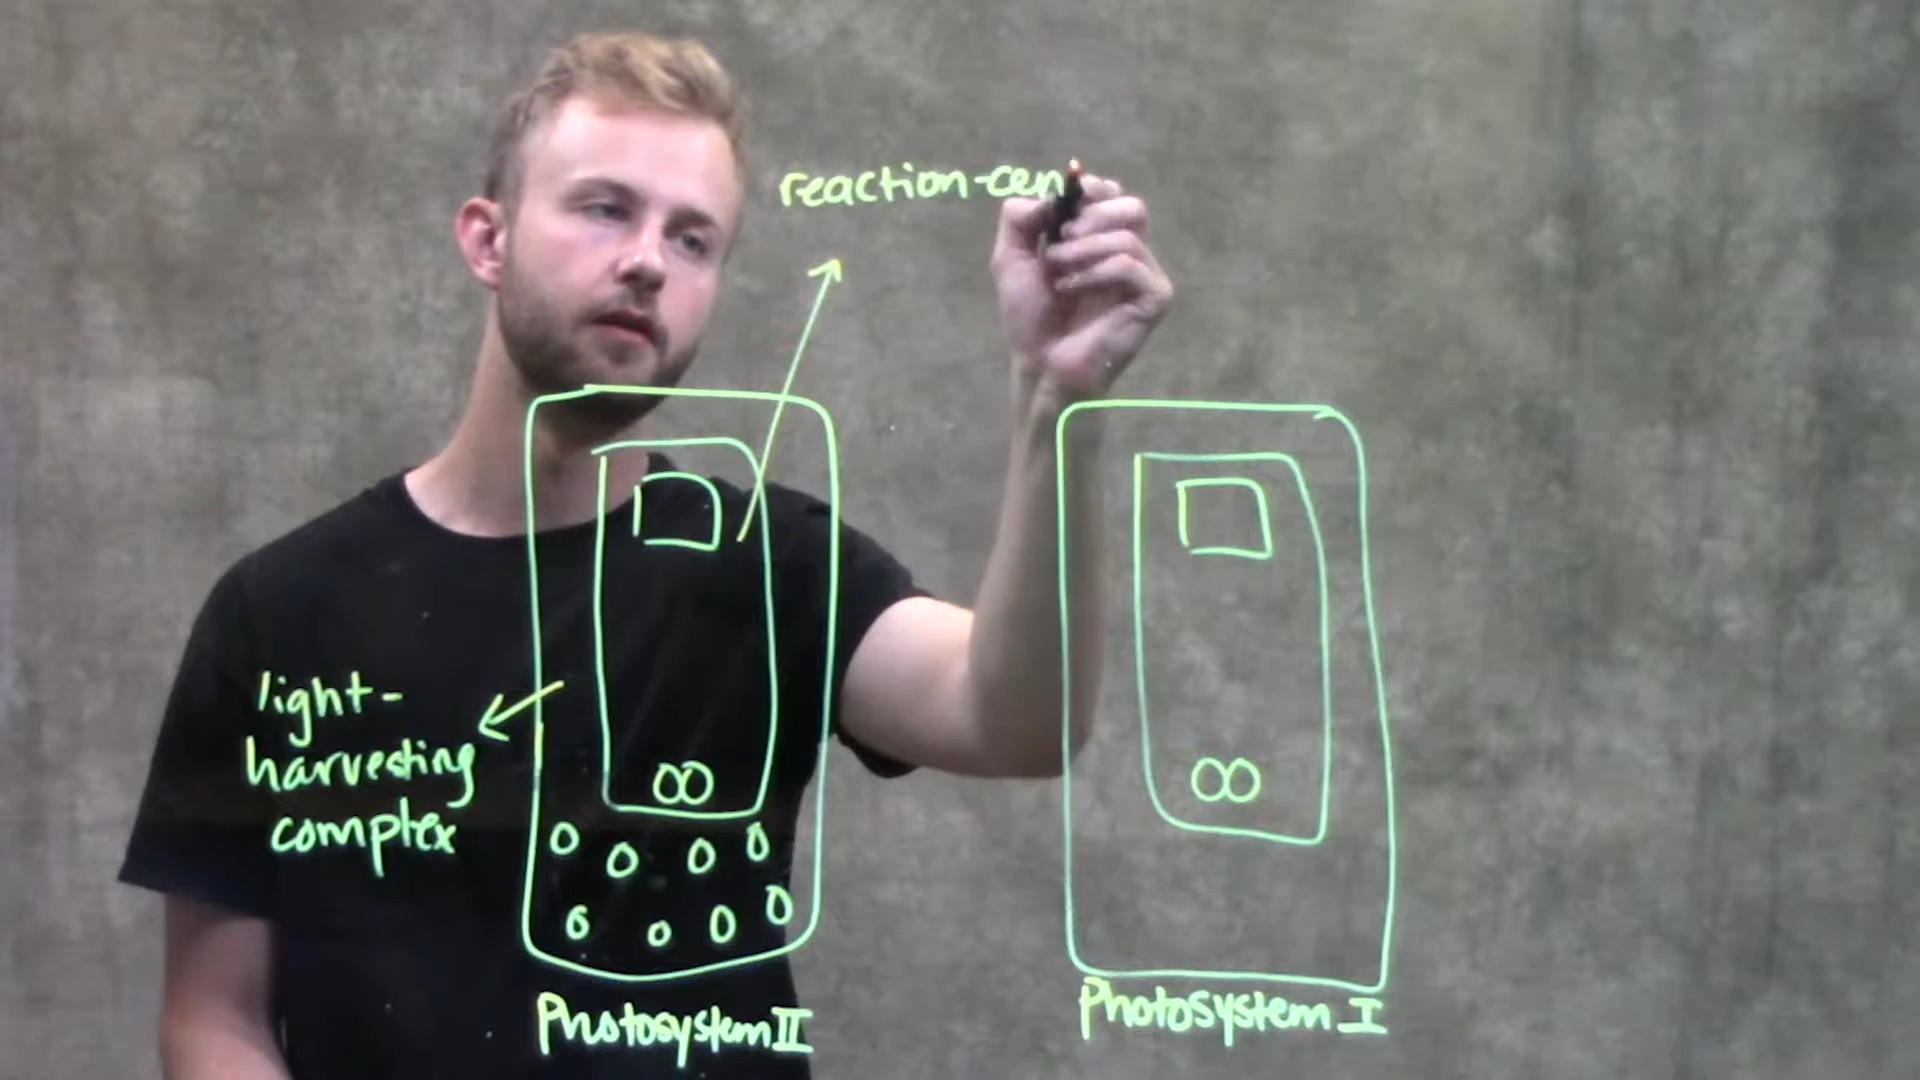 reaction-cen
light-
harvesting
complex
Photosystem II
Photosystem I